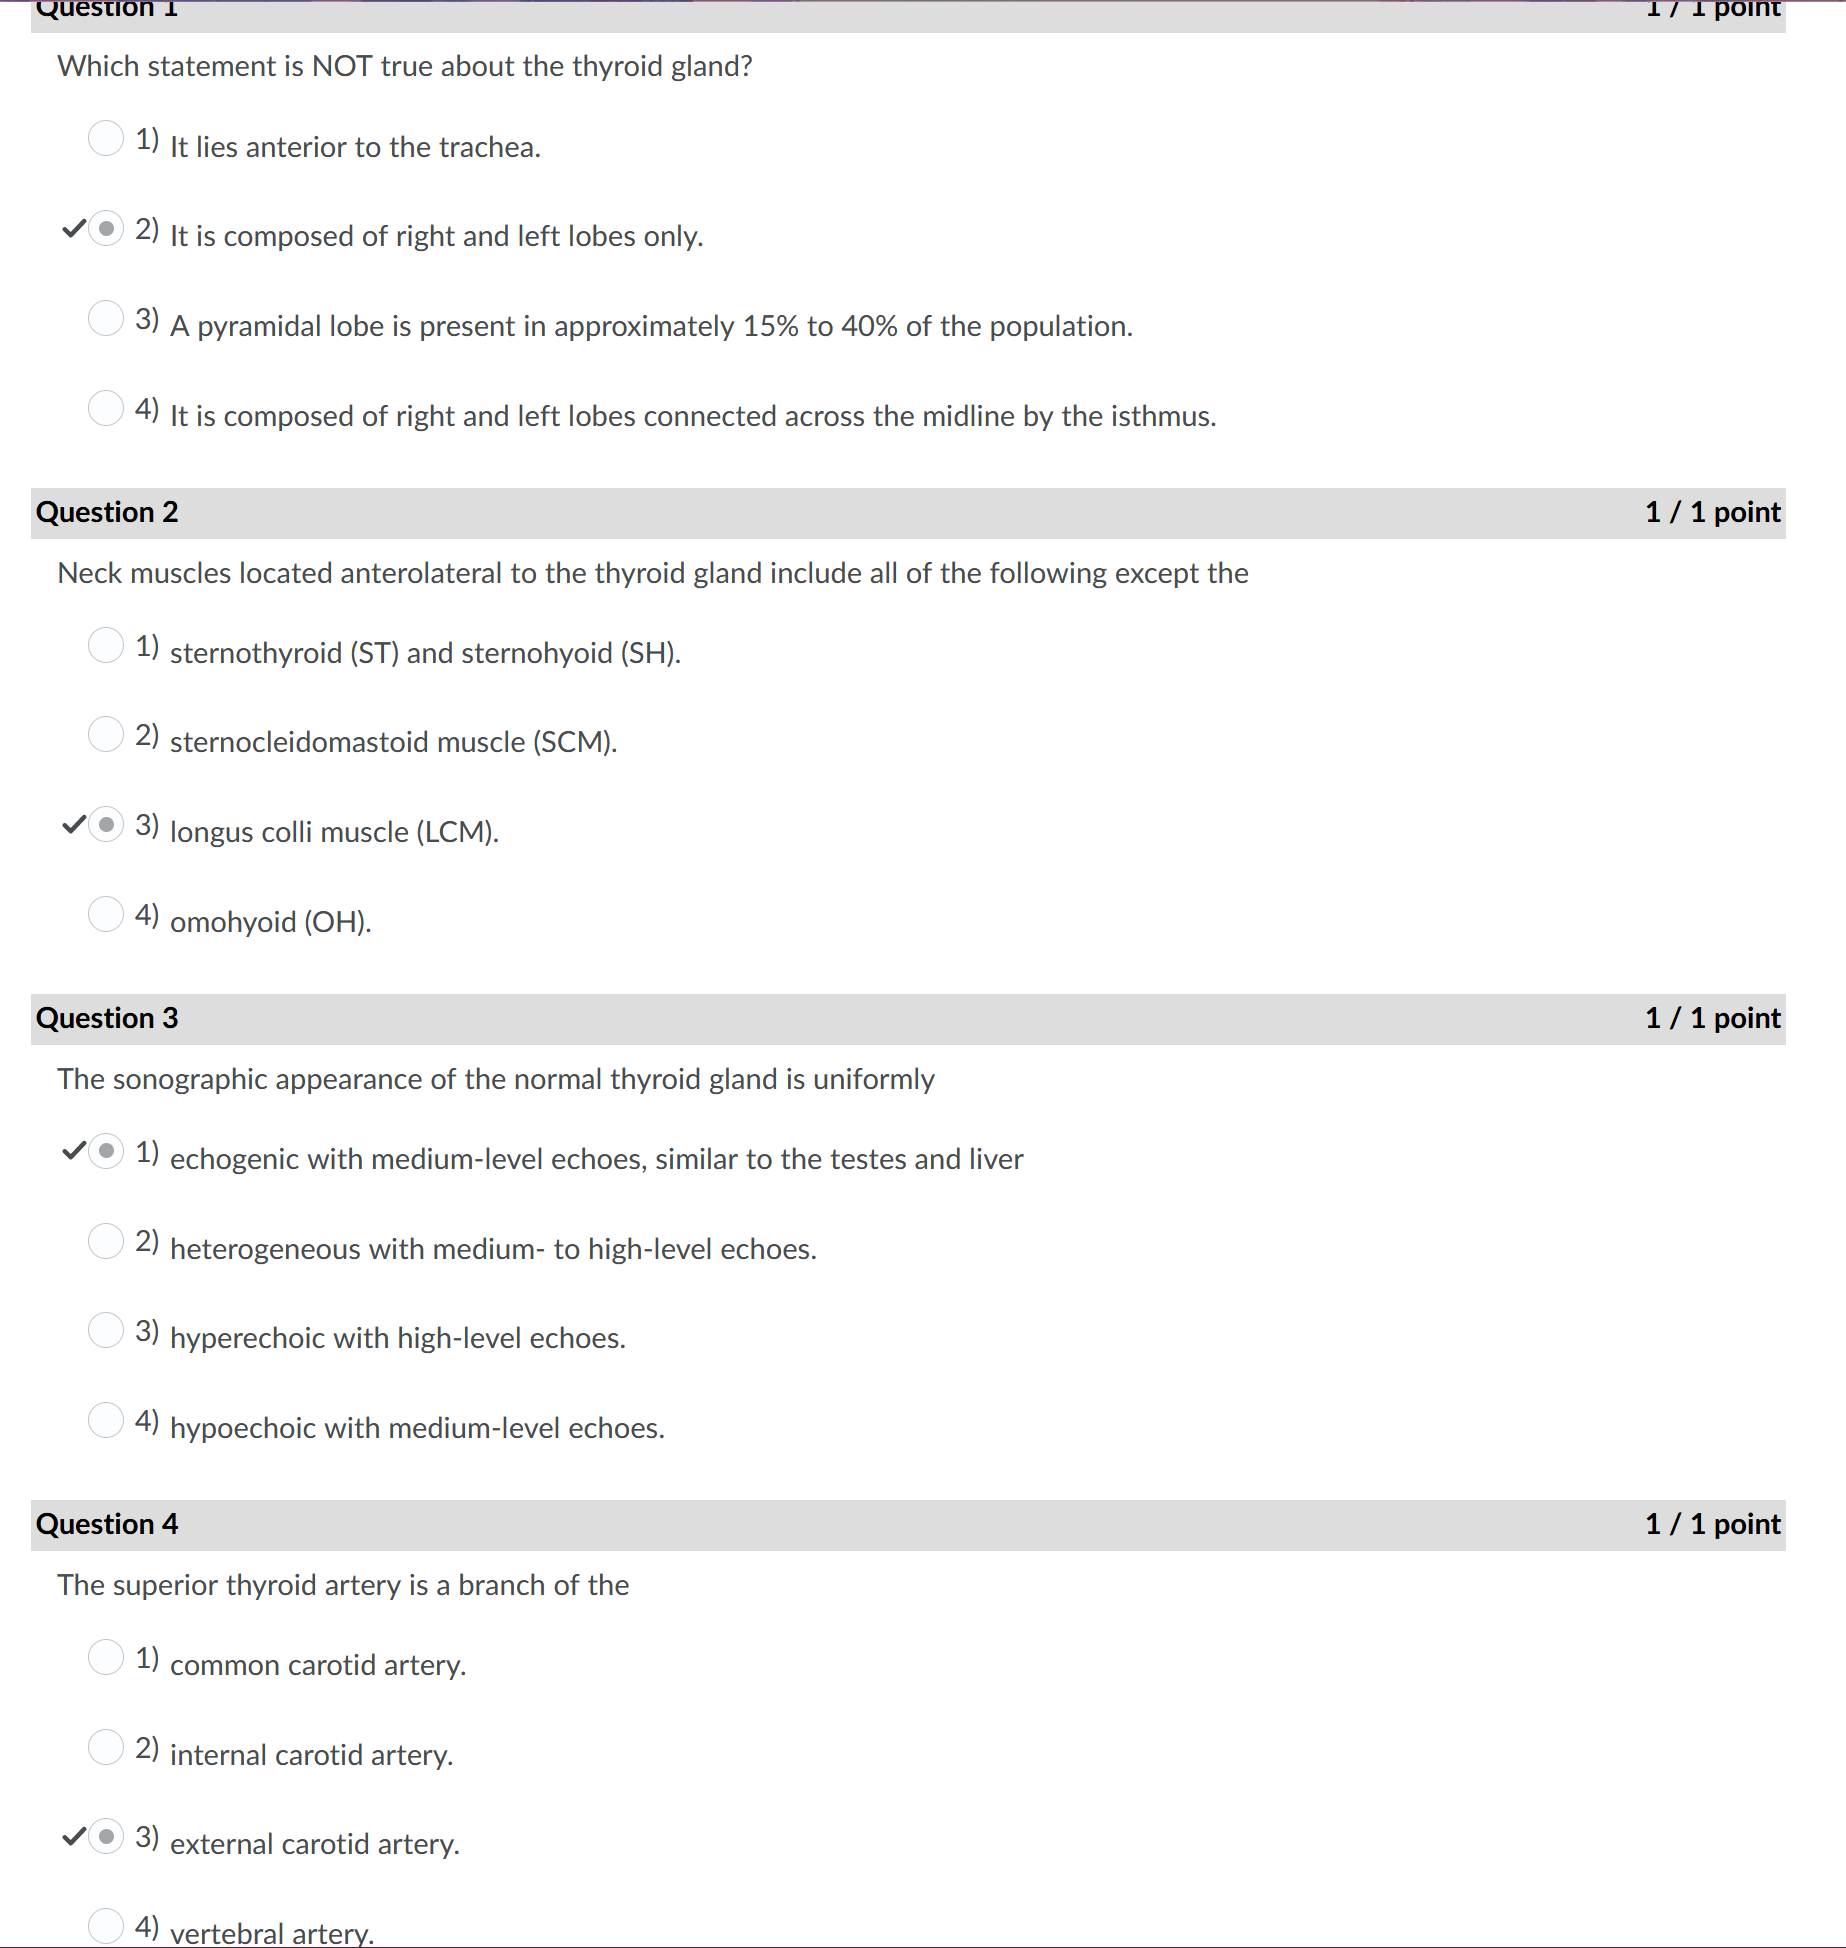 Question 1 1 / 1 point
Which statement is NOT true about the thyroid gland?
1) It lies anterior to the trachea.
2) It is composed of right and left lobes only.
3) A pyramidal lobe is present in approximately 15% to 40% of the population.
4) It is composed of right and left lobes connected across the midline by the isthmus.
Question 2 1 / 1 point
Neck muscles located anterolateral to the thyroid gland include all of the following except the
1) sternothyroid (ST) and sternohyoid (SH).
2) sternocleidomastoid muscle (SCM).
3) longus colli muscle (LCM).
4) omohyoid (OH).
Question 3 1 / 1 point
The sonographic appearance of the normal thyroid gland is uniformly
1) echogenic with medium-level echoes, similar to the testes and liver
2) heterogeneous with medium- to high-level echoes.
3) hyperechoic with high-level echoes.
4) hypoechoic with medium-level echoes.
Question 4 1 / 1 point
The superior thyroid artery is a branch of the
1) common carotid artery.
2) internal carotid artery.
3) external carotid artery.
4) vertebral artery.